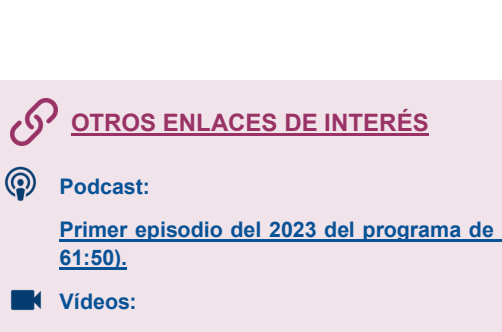 OTROS ENLACES DE INTERÉS
Podcast:
Primer episodio del 2023 del programa de
61:50).
Vídeos: